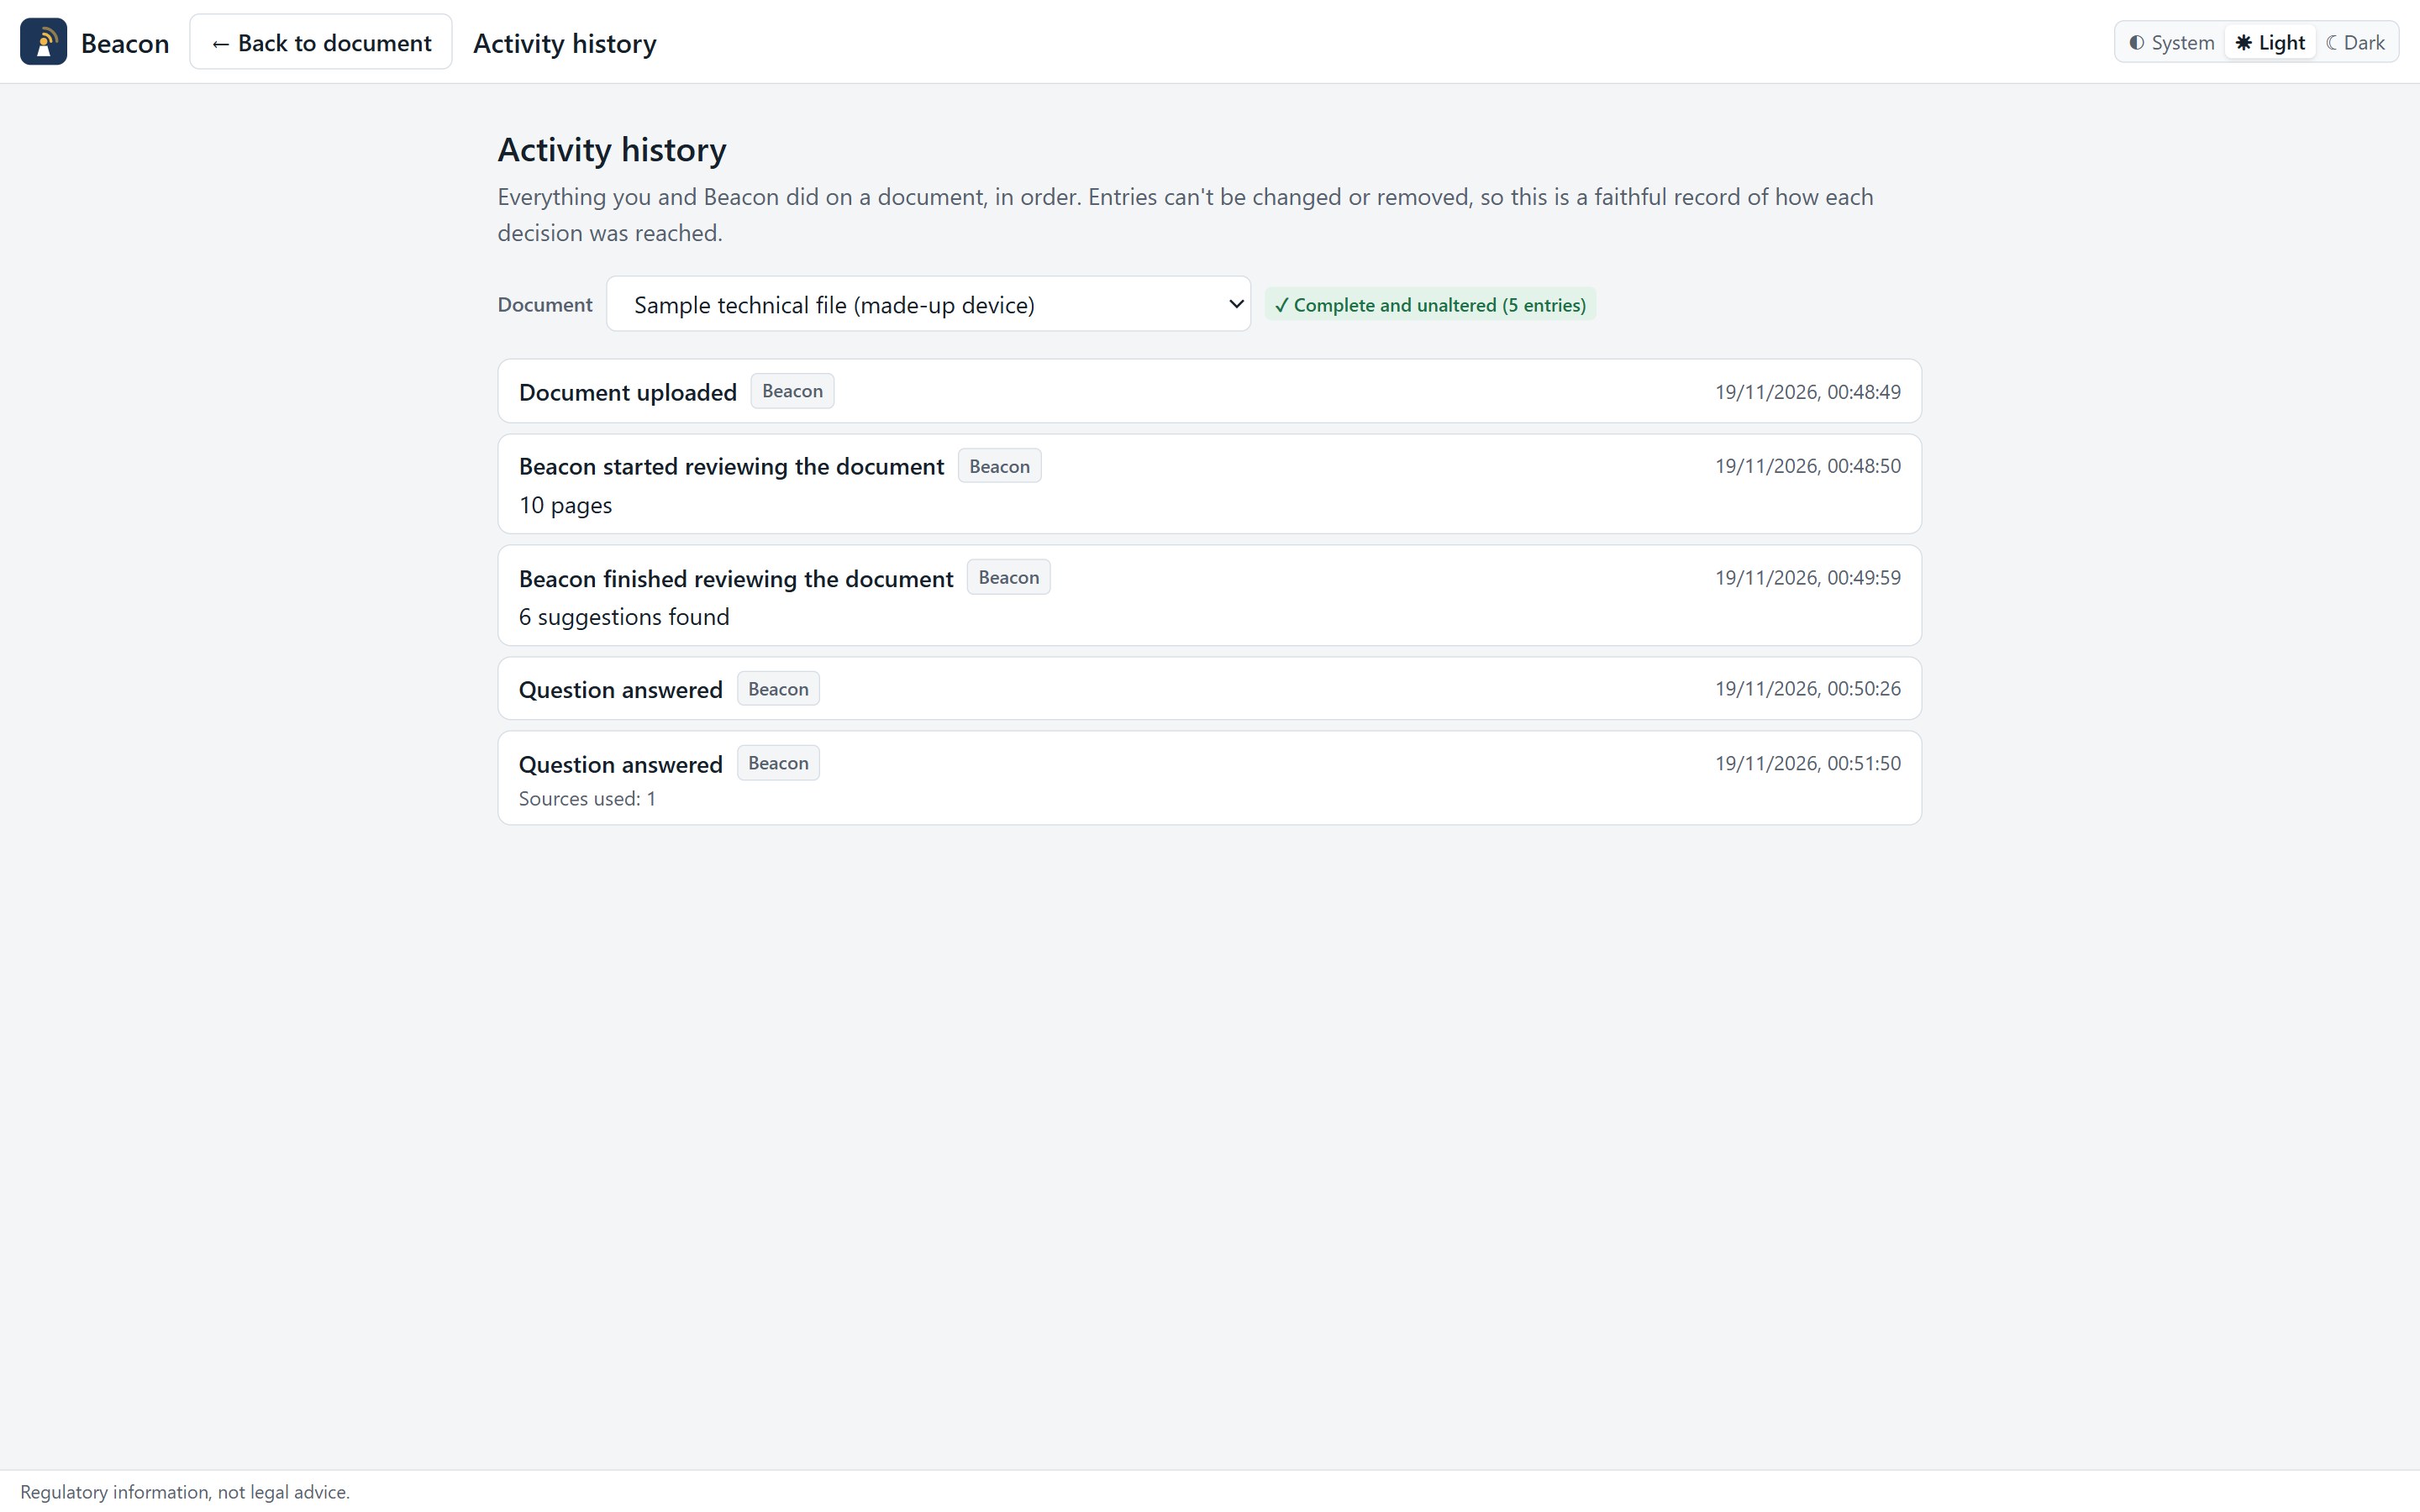 Beacon
← Back to document
Activity history
System
Light
Dark
Activity history
Everything you and Beacon did on a document, in order. Entries can't be changed or removed, so this is a faithful record of how each
decision was reached.
Document
Sample technical file (made-up device)
✓ Complete and unaltered (5 entries)
Document uploaded Beacon 19/11/2026, 00:48:49
Beacon started reviewing the document Beacon 19/11/2026, 00:48:50
10 pages
Beacon finished reviewing the document Beacon 19/11/2026, 00:49:59
6 suggestions found
Question answered Beacon 19/11/2026, 00:50:26
Question answered Beacon 19/11/2026, 00:51:50
Sources used: 1
Regulatory information, not legal advice.